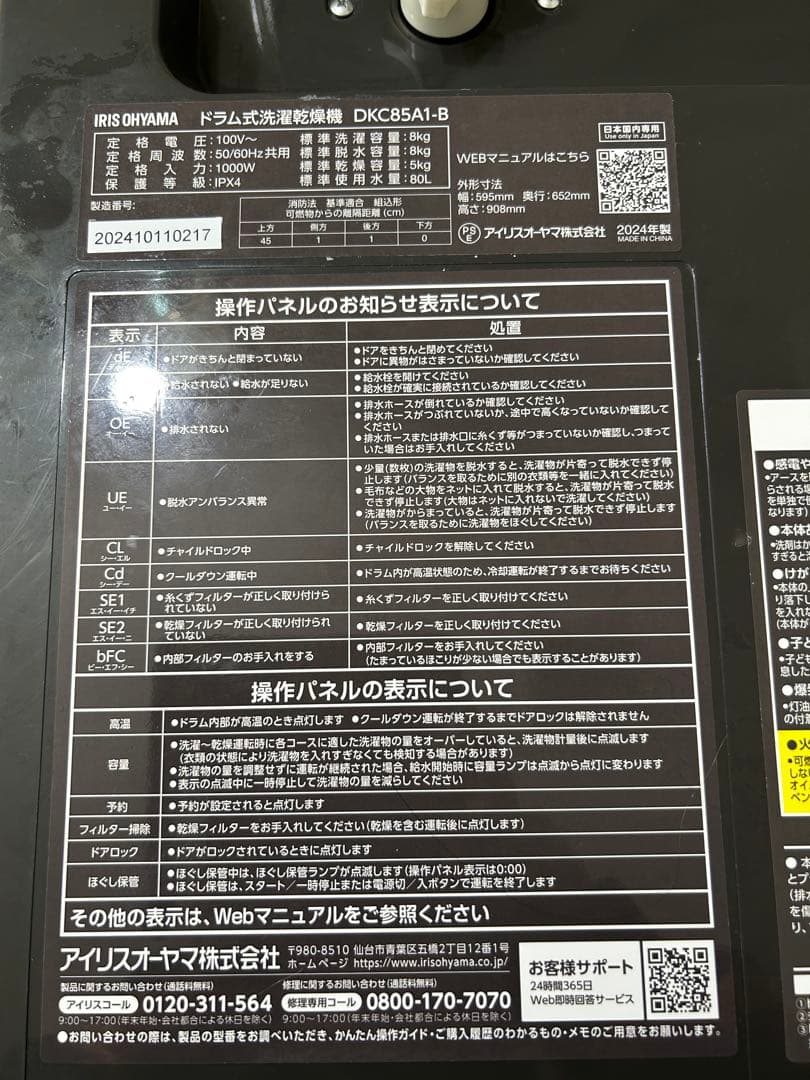 IRIS OHYAMA ドラム式洗濯乾燥機 DKC85A1-B
定格電圧:100V～ 標準洗濯容量:8kg
定格周波数:50/60Hz共用 標準脱水容量:8kg
定格入力:1000W 標準乾燥容量:5kg
保護等級:IPX4 標準使用水量:80L
日本国内専用
Use only in Japan
WEBマニュアルはこちら
外形寸法
幅:595mm 奥行:652mm
高さ:908mm
製造番号:
202410110217
消防法 基準適合 組込形
可燃物からの離隔距離(cm)
上方 側方 後方 下方
45 1 1 0
PSE アイリスオーヤマ株式会社 2024年製
MADE IN CHINA
操作パネルのお知らせ表示について
表示 内容 処置
dE ●ドアがきちんと閉まっていない ●ドアをきちんと閉めてください
●ドアに異物がはさまっていないか確認してください
給水されない ●給水が足りない ●給水栓を開けてください
●給水栓が確実に接続されているか確認してください
OE オー・イー ●排水されない ●排水ホースが倒れているか確認してください
●排水ホースがつぶれていないか、途中で高くなっていないか確認して
ください
●排水ホースまたは排水口に糸くず等がつまっていないか確認し、つまって
いた場合はお手入れしてください
UE ユー・イー ●脱水アンバランス異常 ●少量(数枚)の洗濯物を脱水すると、洗濯物が片寄って脱水できず停
止します(バランスを取るために別の衣類等を一緒に入れてください)
●毛布などの大物をネットに入れて脱水すると、洗濯物が片寄って脱水
できず停止します(大物はネットに入れないで洗濯してください)
●洗濯物がからまっていると、洗濯物が片寄って脱水できず停止します
(バランスを取るために洗濯物をほぐしてください)
CL シー・エル ●チャイルドロック中 ●チャイルドロックを解除してください
Cd シー・デー ●クールダウン運転中 ●ドラム内が高温状態のため、冷却運転が終了するまでお待ちください
SE1 エス・イー・イチ ●糸くずフィルターが正しく取り付けら
れていない ●糸くずフィルターを正しく取り付けてください
SE2 エス・イー・ニ ●乾燥フィルターが正しく取り付けられ
ていない ●乾燥フィルターを正しく取り付けてください
bFC ビー・エフ・シー ●内部フィルターのお手入れをする ●内部フィルターをお手入れしてください
(たまっているほこりが少ない場合でも表示することがあります)
操作パネルの表示について
高温 ●ドラム内部が高温のとき点灯します ●クールダウン運転が終了するまでドアロックは解除されません
容量 ●洗濯～乾燥運転時に各コースに適した洗濯物の量をオーバーしていると、洗濯物計量後に点滅します
(衣類の状態により洗濯物を入れすぎなくても検知する場合があります)
●洗濯物の量を調整せずに運転が継続された場合、給水開始時に容量ランプは点滅から点灯に変わります
●表示の点滅中に一時停止して洗濯物の量を減らしてください
予約 ●予約が設定されると点灯します
フィルター掃除 ●乾燥フィルターをお手入れしてください(乾燥を含む運転後に点灯します)
ドアロック ●ドアがロックされているときに点灯します
ほぐし保管 ●ほぐし保管中は、ほぐし保管ランプが点滅します(操作パネル表示は0:00)
●ほぐし保管は、スタート/一時停止または電源切/入ボタンで運転を終了します
その他の表示は、Webマニュアルをご参照ください
アイリスオーヤマ株式会社 〒980-8510 仙台市青葉区五橋2丁目12番1号
ホームページ https://www.irisohyama.co.jp/
製品に関するお問い合わせ(通話料無料) 修理に関するお問い合わせ(通話料無料)
アイリスコール 0120-311-564 修理専用コール 0800-170-7070
9:00～17:00(年末年始・会社都合による休日を除く) 9:00～17:00(年末年始・会社都合による休日を除く)
お客様サポート
24時間365日
Web即時回答サービス
●お問い合わせの際は、製品の型番をお調べいただき、かんたん操作ガイド・ご購入履歴のわかるもの・メモのご用意をお願いします。
●感電や
•アースを
●本体お
•洗剤はか
すぎると
●けが
•本体の上
り落下し
を入れな
(本体が
●子ど
•子ども
息した
●爆発
•灯油
の付
●火
•可燃
しない
オイ
ベン